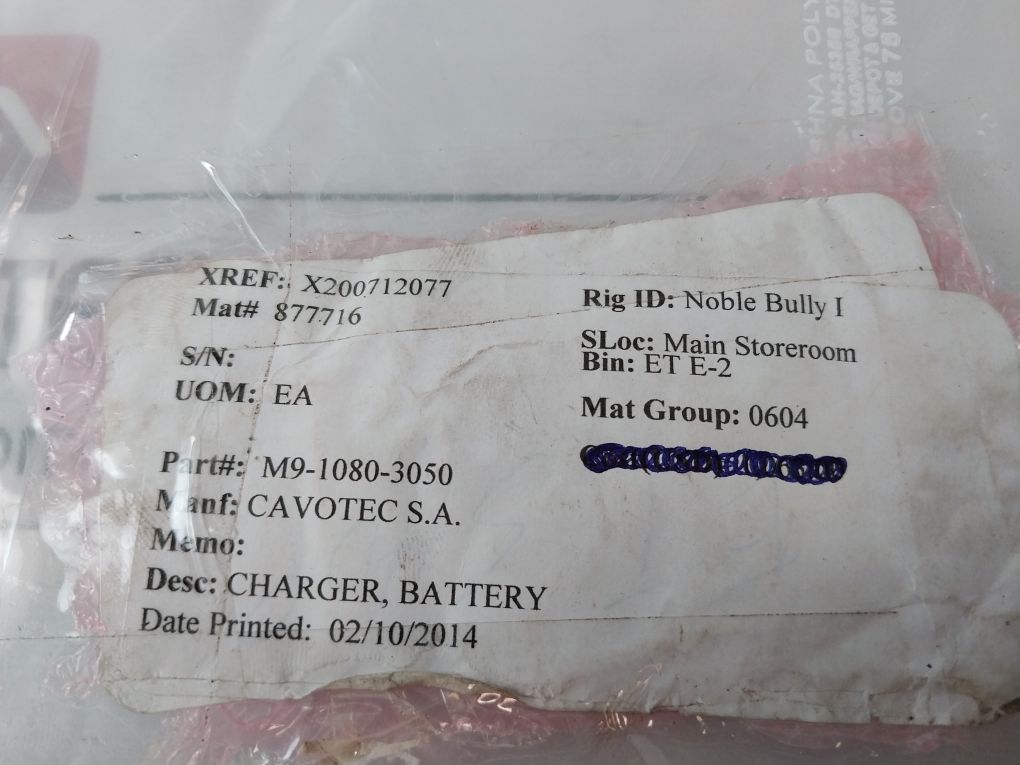 XREF: X200712077
Mat# 877716
S/N:
UOM: EA
Part#: M9-1080-3050
Manf: CAVOTEC S.A.
Memo:
Desc: CHARGER, BATTERY
Date Printed: 02/10/2014
Rig ID: Noble Bully I
SLoc: Main Storeroom
Bin: ET E-2
Mat Group: 0604